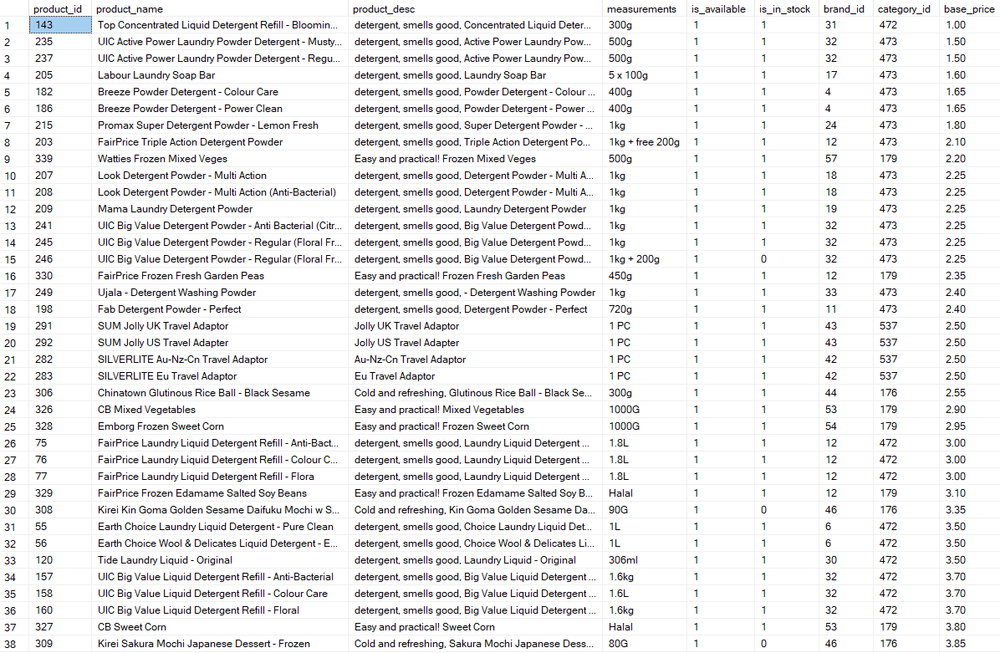 product_id product_name product_desc measurements is_available is_in_stock brand_id category_id base_price
1 143 Top Concentrated Liquid Detergent Refill - Bloomin... detergent, smells good, Concentrated Liquid Deter... 300g 1 1 31 472 1.00
2 235 UIC Active Power Laundry Powder Detergent - Musty... detergent, smells good, Active Power Laundry Pow... 500g 1 1 32 473 1.50
3 237 UIC Active Power Laundry Powder Detergent - Regu... detergent, smells good, Active Power Laundry Pow... 500g 1 1 32 473 1.50
4 205 Labour Laundry Soap Bar detergent, smells good, Laundry Soap Bar 5 x 100g 1 1 17 473 1.60
5 182 Breeze Powder Detergent - Colour Care detergent, smells good, Powder Detergent - Colour ... 400g 1 1 4 473 1.65
6 186 Breeze Powder Detergent - Power Clean detergent, smells good, Powder Detergent - Power ... 400g 1 1 4 473 1.65
7 215 Promax Super Detergent Powder - Lemon Fresh detergent, smells good, Super Detergent Powder - ... 1kg 1 1 24 473 1.80
8 203 FairPrice Triple Action Detergent Powder detergent, smells good, Triple Action Detergent Po... 1kg + free 200g 1 1 12 473 2.10
9 339 Watties Frozen Mixed Veges Easy and practical! Frozen Mixed Veges 500g 1 1 57 179 2.20
10 207 Look Detergent Powder - Multi Action detergent, smells good, Detergent Powder - Multi A... 1kg 1 1 18 473 2.25
11 208 Look Detergent Powder - Multi Action (Anti-Bacterial) detergent, smells good, Detergent Powder - Multi A... 1kg 1 1 18 473 2.25
12 209 Mama Laundry Detergent Powder detergent, smells good, Laundry Detergent Powder 1kg 1 1 19 473 2.25
13 241 UIC Big Value Detergent Powder - Anti Bacterial (Citr... detergent, smells good, Big Value Detergent Powd... 1kg 1 1 32 473 2.25
14 245 UIC Big Value Detergent Powder - Regular (Floral Fr... detergent, smells good, Big Value Detergent Powd... 1kg 1 1 32 473 2.25
15 246 UIC Big Value Detergent Powder - Regular (Floral Fr... detergent, smells good, Big Value Detergent Powd... 1kg + 200g 1 0 32 473 2.25
16 330 FairPrice Frozen Fresh Garden Peas Easy and practical! Frozen Fresh Garden Peas 450g 1 1 12 179 2.35
17 249 Ujala - Detergent Washing Powder detergent, smells good, - Detergent Washing Powder 1kg 1 1 33 473 2.40
18 198 Fab Detergent Powder - Perfect detergent, smells good, Detergent Powder - Perfect 720g 1 1 11 473 2.40
19 291 SUM Jolly UK Travel Adaptor Jolly UK Travel Adaptor 1 PC 1 1 43 537 2.50
20 292 SUM Jolly US Travel Adapter Jolly US Travel Adapter 1 PC 1 1 43 537 2.50
21 282 SILVERLITE Au-Nz-Cn Travel Adaptor Au-Nz-Cn Travel Adaptor 1 PC 1 1 42 537 2.50
22 283 SILVERLITE Eu Travel Adaptor Eu Travel Adaptor 1 PC 1 1 42 537 2.50
23 306 Chinatown Glutinous Rice Ball - Black Sesame Cold and refreshing, Glutinous Rice Ball - Black Se... 300g 1 1 44 176 2.55
24 326 CB Mixed Vegetables Easy and practical! Mixed Vegetables 1000G 1 1 53 179 2.90
25 328 Emborg Frozen Sweet Corn Easy and practical! Frozen Sweet Corn 1000G 1 1 54 179 2.95
26 75 FairPrice Laundry Liquid Detergent Refill - Anti-Bact... detergent, smells good, Laundry Liquid Detergent ... 1.8L 1 1 12 472 3.00
27 76 FairPrice Laundry Liquid Detergent Refill - Colour C... detergent, smells good, Laundry Liquid Detergent ... 1.8L 1 1 12 472 3.00
28 77 FairPrice Laundry Liquid Detergent Refill - Flora detergent, smells good, Laundry Liquid Detergent ... 1.8L 1 1 12 472 3.00
29 329 FairPrice Frozen Edamame Salted Soy Beans Easy and practical! Frozen Edamame Salted Soy B... Halal 1 1 12 179 3.10
30 308 Kirei Kin Goma Golden Sesame Daifuku Mochi w S... Cold and refreshing, Kin Goma Golden Sesame Da... 90G 1 0 46 176 3.35
31 55 Earth Choice Laundry Liquid Detergent - Pure Clean detergent, smells good, Choice Laundry Liquid Det... 1L 1 1 6 472 3.50
32 56 Earth Choice Wool & Delicates Liquid Detergent - E... detergent, smells good, Choice Wool & Delicates Li... 1L 1 1 6 472 3.50
33 120 Tide Laundry Liquid - Original detergent, smells good, Laundry Liquid - Original 306ml 1 1 30 472 3.50
34 157 UIC Big Value Liquid Detergent Refill - Anti-Bacterial detergent, smells good, Big Value Liquid Detergent ... 1.6kg 1 1 32 472 3.70
35 158 UIC Big Value Liquid Detergent Refill - Colour Care detergent, smells good, Big Value Liquid Detergent ... 1.6L 1 1 32 472 3.70
36 160 UIC Big Value Liquid Detergent Refill - Floral detergent, smells good, Big Value Liquid Detergent ... 1.6kg 1 1 32 472 3.70
37 327 CB Sweet Corn Easy and practical! Sweet Corn Halal 1 1 53 179 3.80
38 309 Kirei Sakura Mochi Japanese Dessert - Frozen Cold and refreshing, Sakura Mochi Japanese Dess... 80G 1 0 46 176 3.85